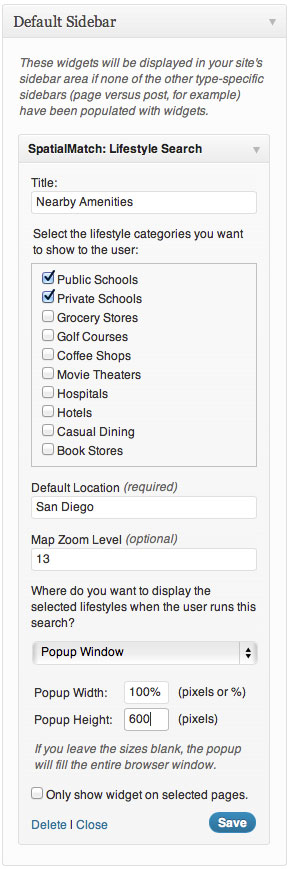 Default Sidebar
These widgets will be displayed in your site's
sidebar area if none of the other type-specific
sidebars (page versus post, for example)
have been populated with widgets.
SpatialMatch: Lifestyle Search
Title:
Nearby Amenities
Select the lifestyle categories you want
to show to the user:
Public Schools
Private Schools
Grocery Stores
Golf Courses
Coffee Shops
Movie Theaters
Hospitals
Hotels
Casual Dining
Book Stores
Default Location (required)
San Diego
Map Zoom Level (optional)
13
Where do you want to display the
selected lifestyles when the user runs this
search?
Popup Window
Popup Width: 100% (pixels or %)
Popup Height: 600 (pixels)
If you leave the sizes blank, the popup
will fill the entire browser window.
Only show widget on selected pages.
Delete | Close Save